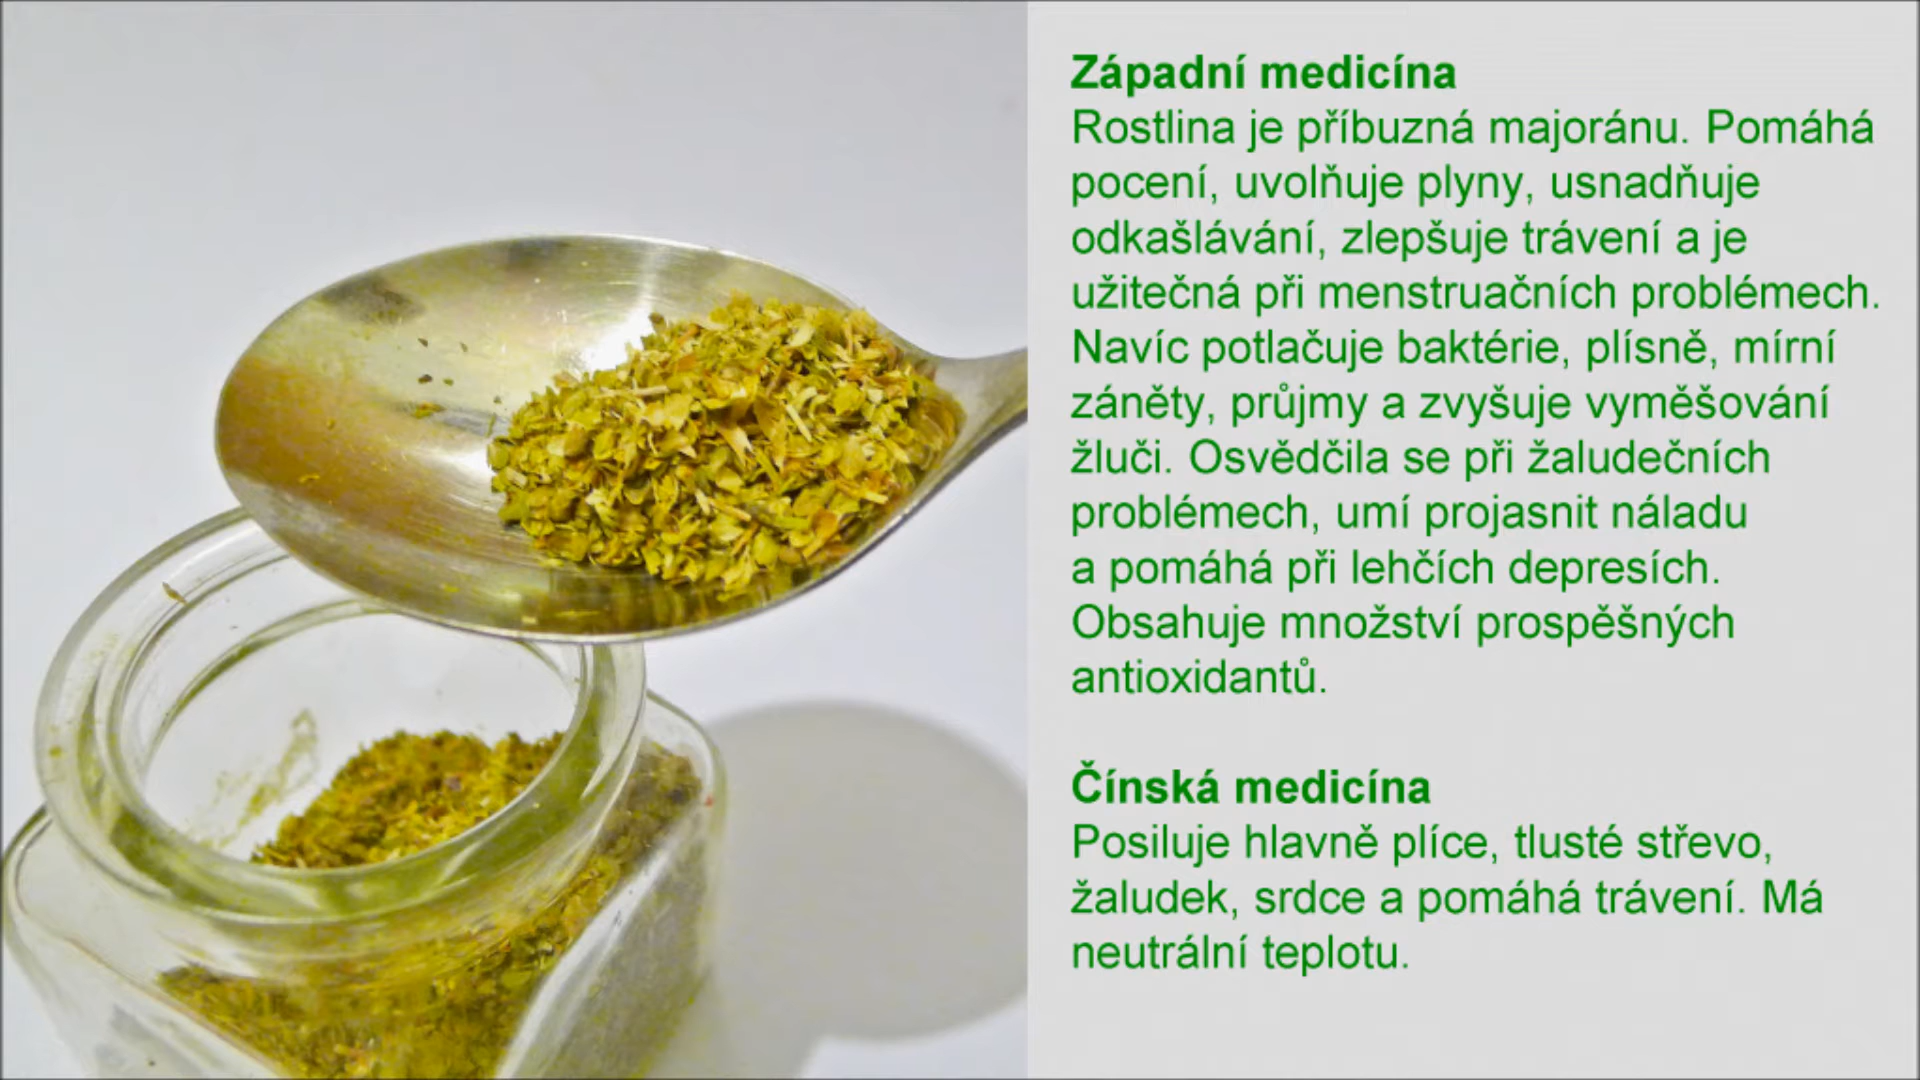 Západní medicína
Rostlina je příbuzná majoránu. Pomáhá
pocení, uvolňuje plyny, usnadňuje
odkašlávání, zlepšuje trávení a je
užitečná při menstruačních problémech.
Navíc potlačuje baktérie, plísně, mírní
záněty, průjmy a zvyšuje vyměšování
žluči. Osvědčila se při žaludečních
problémech, umí projasnit náladu
a pomáhá při lehčích depresích.
Obsahuje množství prospěšných
antioxidantů.
Čínská medicína
Posiluje hlavně plíce, tlusté střevo,
žaludek, srdce a pomáhá trávení. Má
neutrální teplotu.